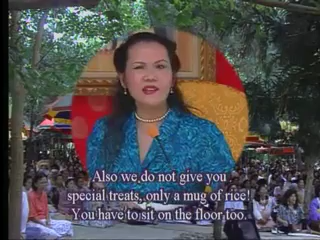 Also we do not give you
special treats, only a mug of rice!
You have to sit on the floor too.